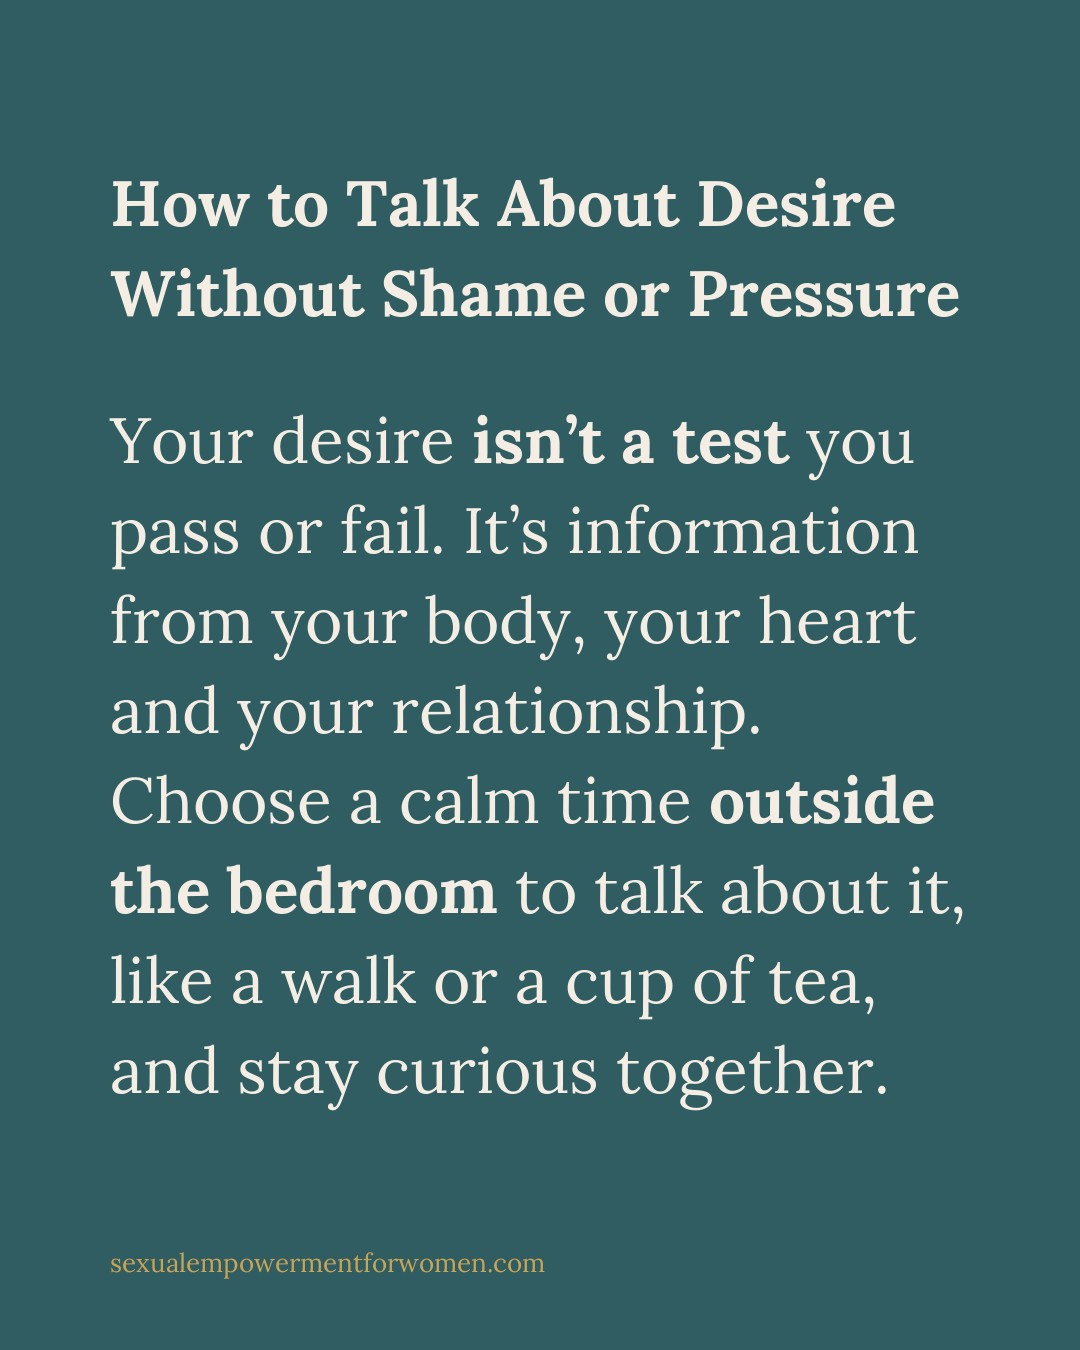 How to Talk About Desire
Without Shame or Pressure
Your desire isn’t a test you
pass or fail. It’s information
from your body, your heart
and your relationship.
Choose a calm time outside
the bedroom to talk about it,
like a walk or a cup of tea,
and stay curious together.
sexualempowermentforwomen.com